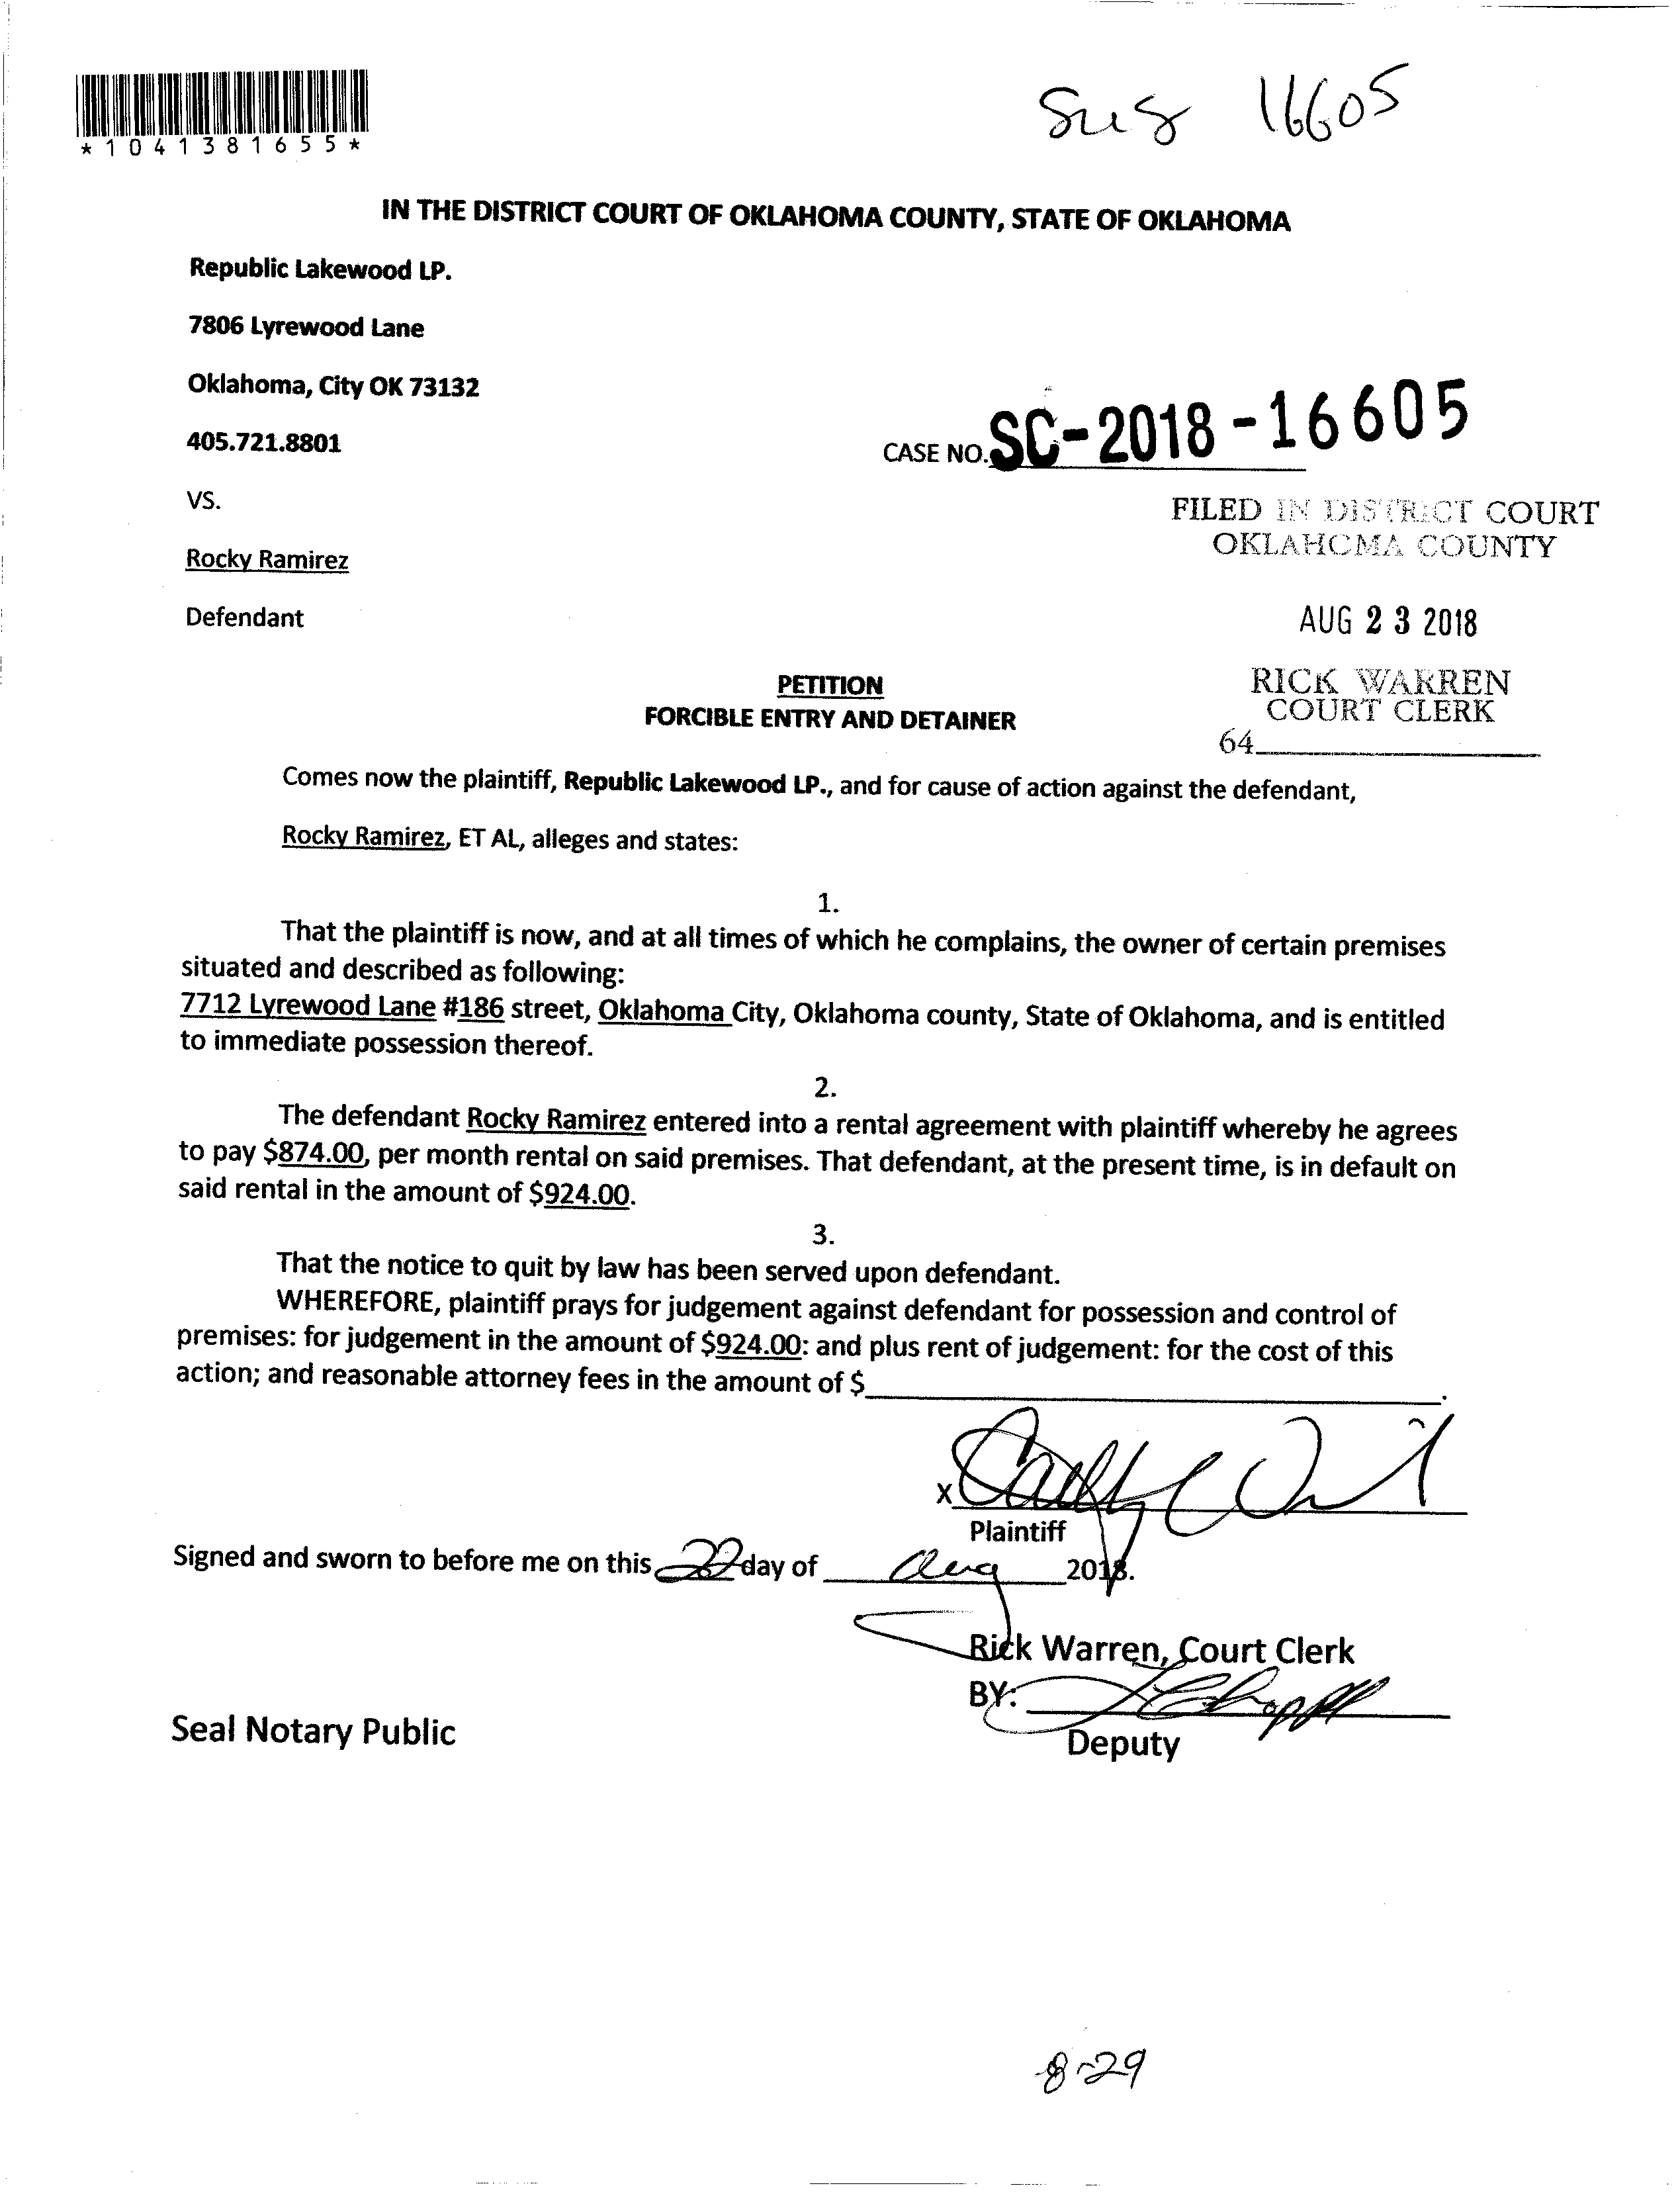 *1041381655*
16605
IN THE DISTRICT COURT OF OKLAHOMA COUNTY, STATE OF OKLAHOMA
Republic Lakewood LP.
7806 Lyrewood Lane
Oklahoma, City OK 73132
405.721.8801
CASE NO. SC-2018-16605
VS.
FILED IN DISTRICT COURT
OKLAHOMA COUNTY
Rocky Ramirez
Defendant
AUG 23 2018
PETITION
RICK WARREN
COURT CLERK
FORCIBLE ENTRY AND DETAINER
64
Comes now the plaintiff, Republic Lakewood LP., and for cause of action against the defendant,
Rocky Ramirez, ET AL, alleges and states:
1.
That the plaintiff is now, and at all times of which he complains, the owner of certain premises
situated and described as following:
7712 Lyrewood Lane #186 street, Oklahoma City, Oklahoma county, State of Oklahoma, and is entitled
to immediate possession thereof.
2.
The defendant Rocky Ramirez entered into a rental agreement with plaintiff whereby he agrees
to pay $874.00, per month rental on said premises. That defendant, at the present time, is in default on
said rental in the amount of $924.00.
3.
That the notice to quit by law has been served upon defendant.
WHEREFORE, plaintiff prays for judgement against defendant for possession and control of
premises: for judgement in the amount of $924.00: and plus rent of judgement: for the cost of this
action; and reasonable attorney fees in the amount of $ .
X
Plaintiff
Signed and sworn to before me on this 22 day of Aug 2018.
Rick Warren, Court Clerk
BY:
Seal Notary Public
Deputy
8-29